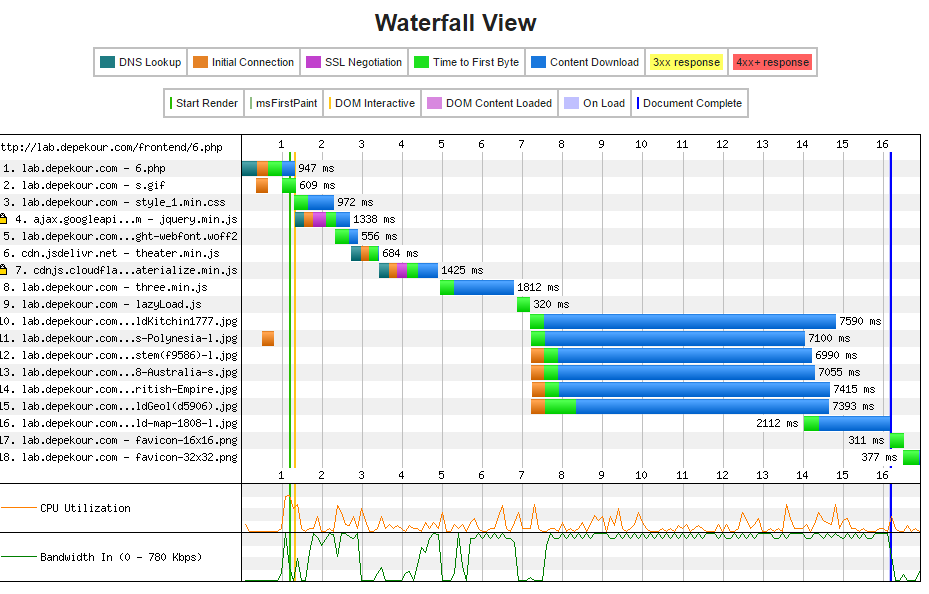 Waterfall View
DNS Lookup Initial Connection SSL Negotiation Time to First Byte Content Download 3xx response 4xx+ response
Start Render msFirstPaint DOM Interactive DOM Content Loaded On Load Document Complete
ttp://lab.depekour.com/frontend/6.php 1 2 3 4 5 6 7 8 9 10 11 12 13 14 15 16
1. lab.depekour.com - 6.php 947 ms
2. lab.depekour.com - s.gif 609 ms
3. lab.depekour.com - style_1.min.css 972 ms
4. ajax.googleapi...m - jquery.min.js 1338 ms
5. lab.depekour.com...ght-webfont.woff2 556 ms
6. cdn.jsdelivr.net - theater.min.js 684 ms
7. cdnjs.cloudfla...aterialize.min.js 1425 ms
8. lab.depekour.com - three.min.js 1812 ms
9. lab.depekour.com - lazyLoad.js 320 ms
10. lab.depekour.com...ldKitchin1777.jpg 7590 ms
11. lab.depekour.com...s-Polynesia-l.jpg 7100 ms
12. lab.depekour.com...stem(f9586)-l.jpg 6990 ms
13. lab.depekour.com...8-Australia-s.jpg 7055 ms
14. lab.depekour.com...ritish-Empire.jpg 7415 ms
15. lab.depekour.com...ldGeol(d5906).jpg 7393 ms
16. lab.depekour.com...ld-map-1808-l.jpg 2112 ms
17. lab.depekour.com - favicon-16x16.png 311 ms
18. lab.depekour.com - favicon-32x32.png 377 ms
1 2 3 4 5 6 7 8 9 10 11 12 13 14 15 16
CPU Utilization
Bandwidth In (0 - 780 Kbps)